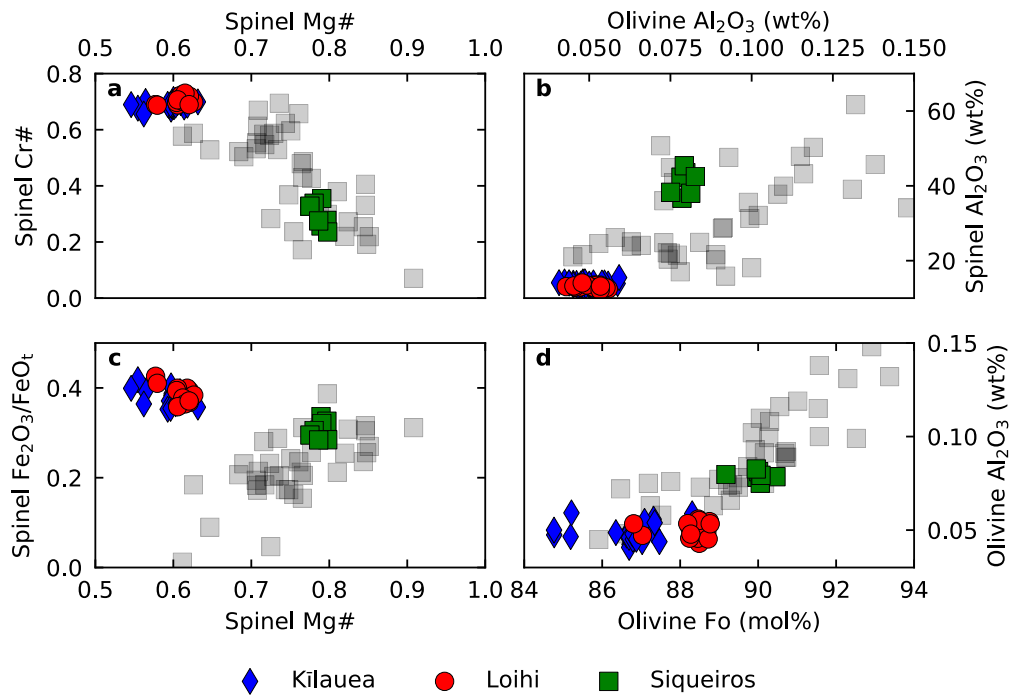 Spinel Mg#
Olivine Al₂O₃ (wt%)
0.5 0.6 0.7 0.8 0.9 1.0
0.050 0.075 0.100 0.125 0.150
a
b
0.8
0.6
0.4
0.2
0.0
Spinel Cr#
60
40
20
Spinel Al₂O₃ (wt%)
c
d
0.4
0.2
0.0
Spinel Fe₂O₃/FeOₜ
0.15
0.10
0.05
Olivine Al₂O₃ (wt%)
0.5 0.6 0.7 0.8 0.9 1.0
84 86 88 90 92 94
Spinel Mg#
Olivine Fo (mol%)
Kīlauea Loihi Siqueiros